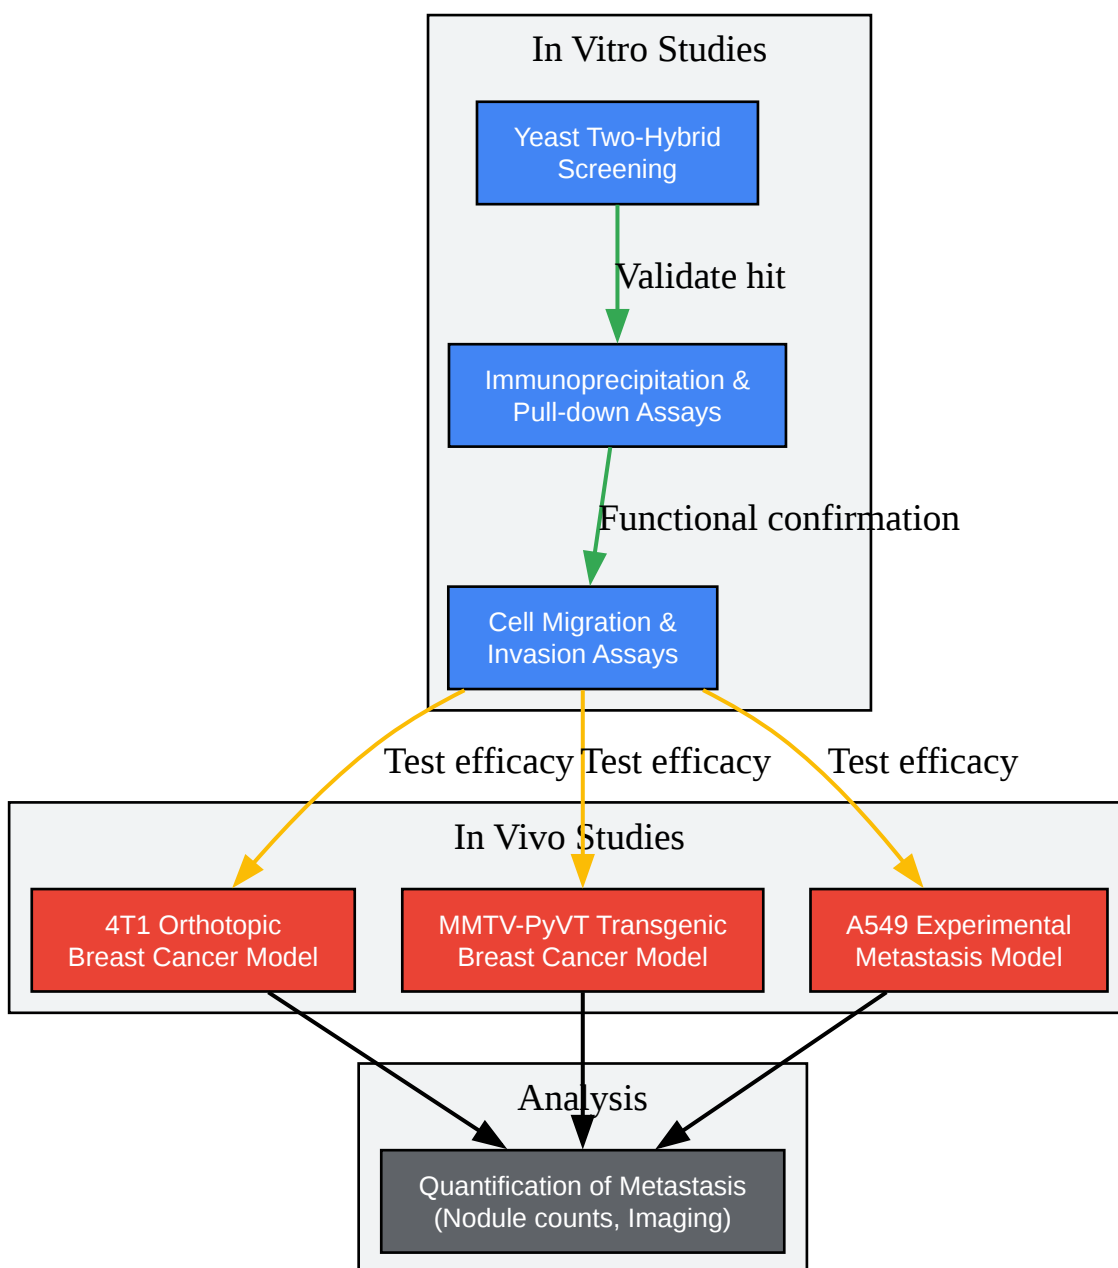 In Vitro Studies
Yeast Two-Hybrid
Screening
Validate hit
Immunoprecipitation &
Pull-down Assays
Functional confirmation
Cell Migration &
Invasion Assays
Test efficacy
Test efficacy
Test efficacy
In Vivo Studies
4T1 Orthotopic
Breast Cancer Model
MMTV-PyVT Transgenic
Breast Cancer Model
A549 Experimental
Metastasis Model
Analysis
Quantification of Metastasis
(Nodule counts, Imaging)